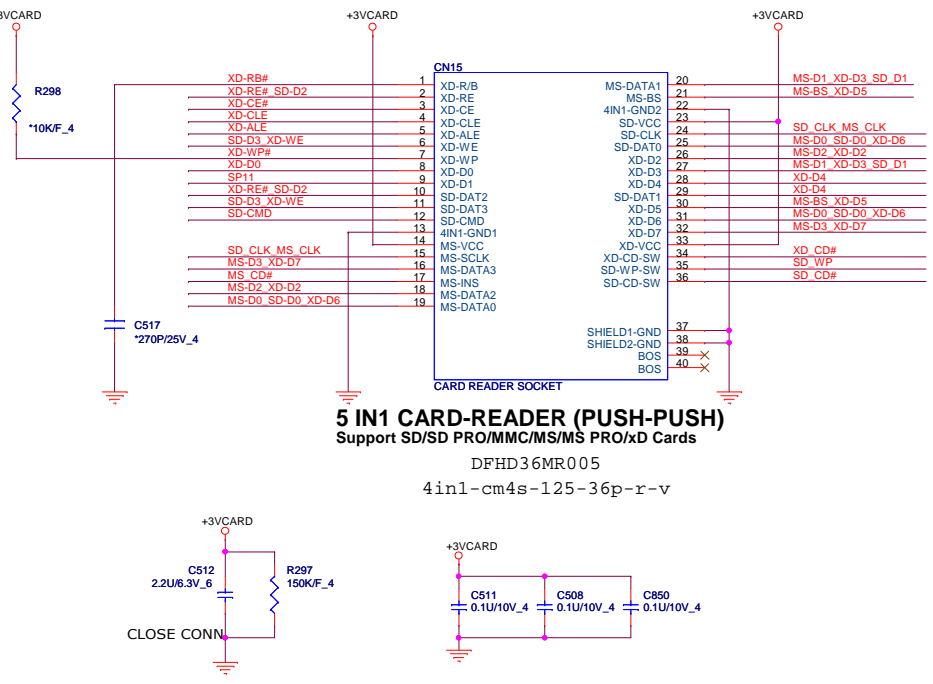 +3VCARD
+3VCARD
3VCARD
CN15
R298
*10K/F_4
XD-RB# 1 XD-R/B
XD-RE#_SD-D2 2 XD-RE
XD-CE# 3 XD-CE
XD-CLE 4 XD-CLE
XD-ALE 5 XD-ALE
SD-D3_XD-WE 6 XD-WE
XD-WP# 7 XD-WP
XD-D0 8 XD-D0
SP11 9 XD-D1
XD-RE#_SD-D2 10 SD-DAT2
SD-D3_XD-WE 11 SD-DAT3
SD-CMD 12 SD-CMD
13 4IN1-GND1
14 MS-VCC
SD_CLK_MS_CLK 15 MS-SCLK
MS-D3_XD-D7 16 MS-DATA3
MS_CD# 17 MS-INS
MS-D2_XD-D2 18 MS-DATA2
MS-D0_SD-D0_XD-D6 19 MS-DATA0
MS-DATA1 20 MS-D1_XD-D3_SD_D1
MS-BS 21 MS-BS_XD-D5
4IN1-GND2 22
SD-VCC 23
SD-CLK 24 SD_CLK_MS_CLK
SD-DAT0 25 MS-D0_SD-D0_XD-D6
XD-D2 26 MS-D2_XD-D2
XD-D3 27 MS-D1_XD-D3_SD_D1
XD-D4 28 XD-D4
SD-DAT1 29 XD-D4
XD-D5 30 MS-BS_XD-D5
XD-D6 31 MS-D0_SD-D0_XD-D6
XD-D7 32 MS-D3_XD-D7
XD-VCC 33
XD-CD-SW 34 XD_CD#
SD-WP-SW 35 SD_WP
SD-CD-SW 36 SD_CD#
SHIELD1-GND 37
SHIELD2-GND 38
BOS 39
BOS 40
C517
*270P/25V_4
CARD READER SOCKET
5 IN1 CARD-READER (PUSH-PUSH)
Support SD/SD PRO/MMC/MS/MS PRO/xD Cards
DFHD36MR005
4in1-cm4s-125-36p-r-v
+3VCARD
C512
2.2U/6.3V_6
R297
150K/F_4
CLOSE CONN
+3VCARD
C511
0.1U/10V_4
C508
0.1U/10V_4
C850
0.1U/10V_4